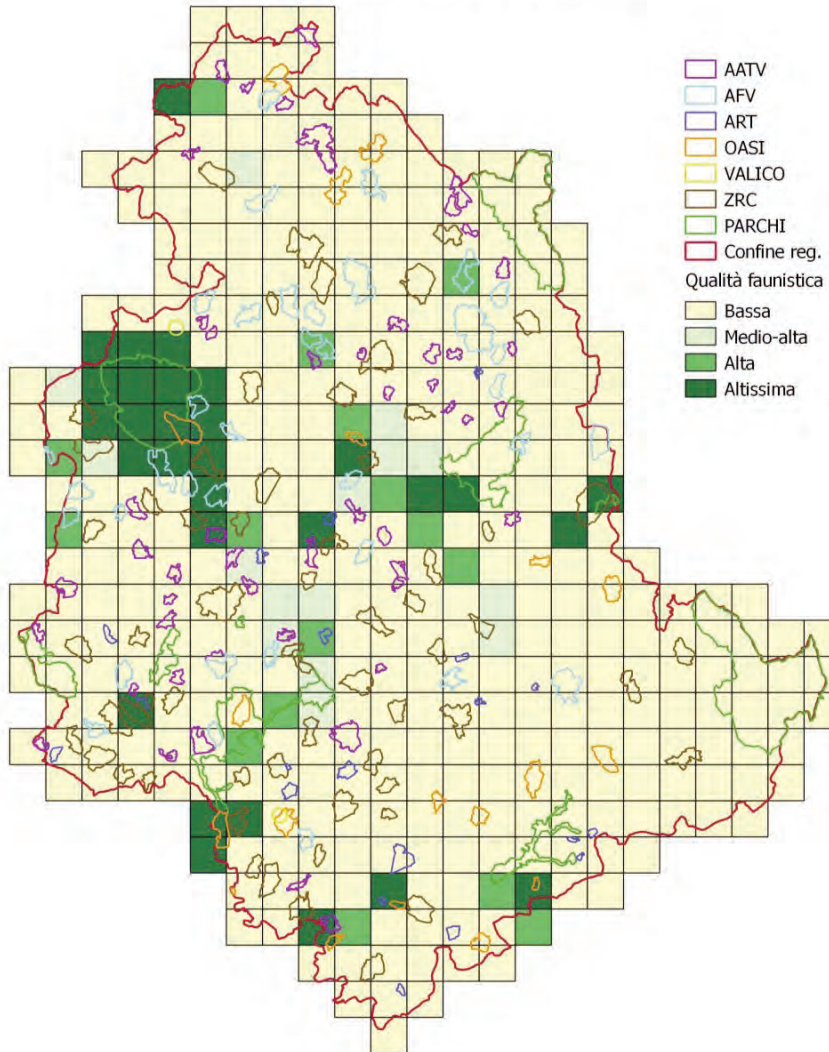 AATV
AFV
ART
OASI
VALICO
ZRC
PARCHI
Confine reg.
Qualità faunistica
Bassa
Medio-alta
Alta
Altissima